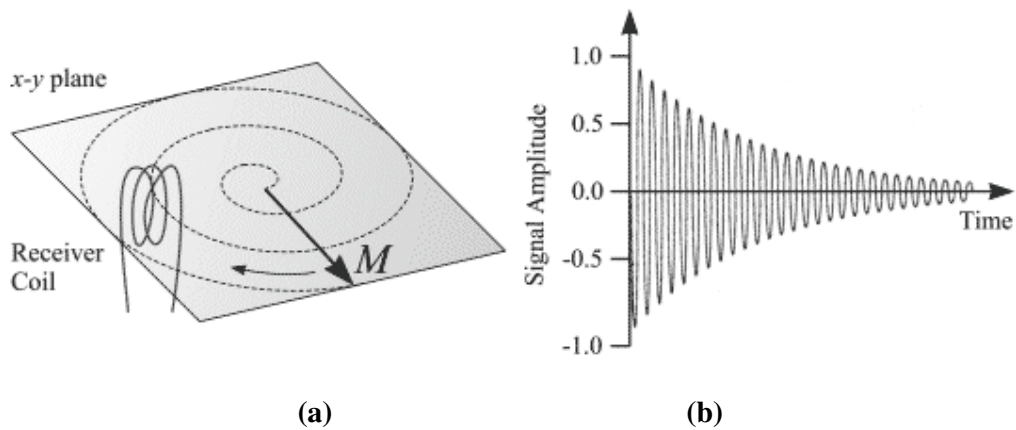 x-y plane
Receiver
Coil
M
(a)
Signal Amplitude
1.0
0.5
0.0
-0.5
-1.0
Time
(b)